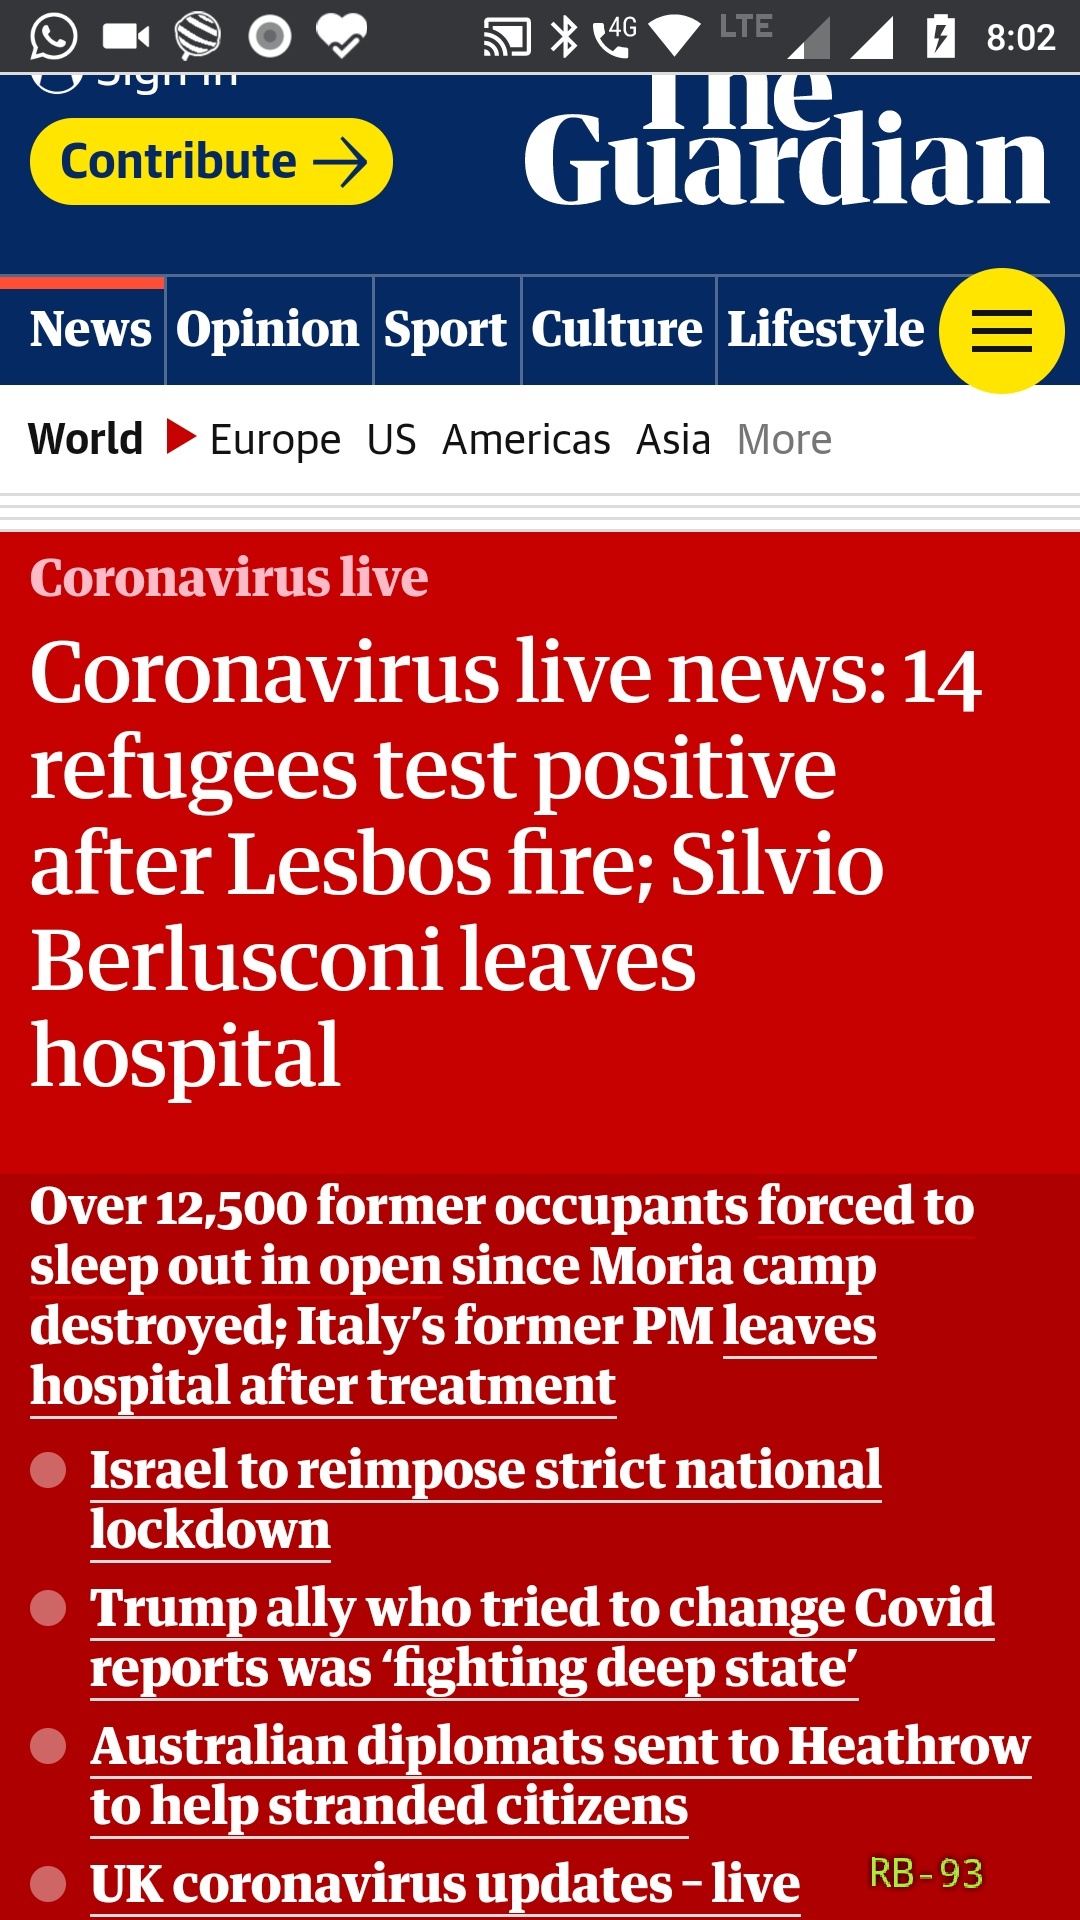 4G LTE 8:02
Sign in
The
Contribute
Guardian
News Opinion Sport Culture Lifestyle
World Europe US Americas Asia More
Coronavirus live
Coronavirus live news: 14
refugees test positive
after Lesbos fire; Silvio
Berlusconi leaves
hospital
Over 12,500 former occupants forced to
sleep out in open since Moria camp
destroyed; Italy’s former PM leaves
hospital after treatment
Israel to reimpose strict national
lockdown
Trump ally who tried to change Covid
reports was ‘fighting deep state’
Australian diplomats sent to Heathrow
to help stranded citizens
UK coronavirus updates – live
RB-93